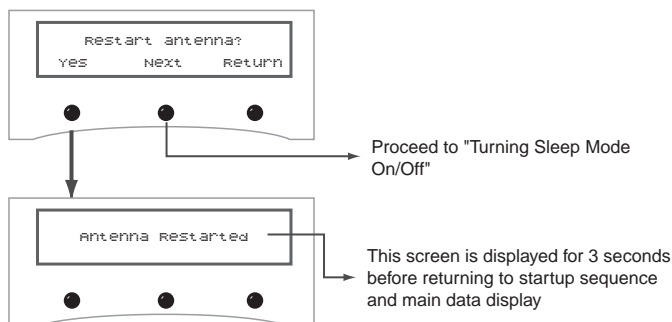 Restart antenna?
Yes Next Return
Proceed to "Turning Sleep Mode
On/Off"
Antenna Restarted
This screen is displayed for 3 seconds
before returning to startup sequence
and main data display